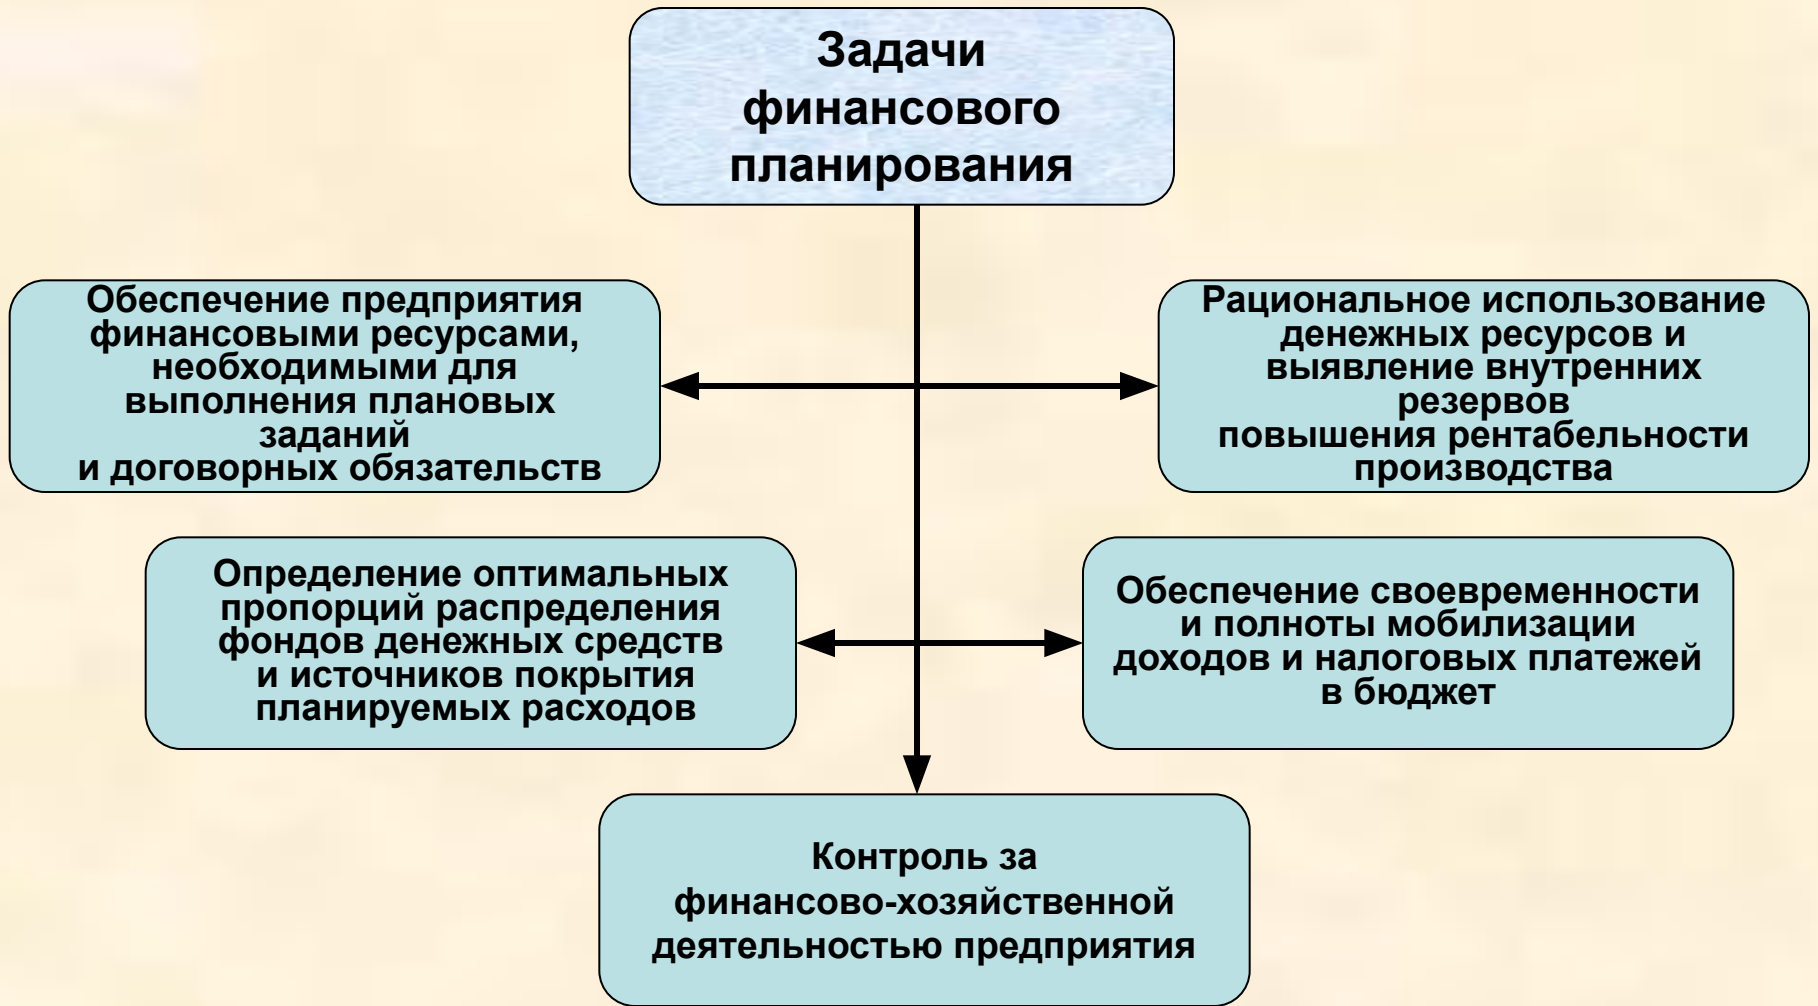 Задачи
финансового
планирования
Обеспечение предприятия
финансовыми ресурсами,
необходимыми для
выполнения плановых
заданий
и договорных обязательств
Рациональное использование
денежных ресурсов и
выявление внутренних
резервов
повышения рентабельности
производства
Определение оптимальных
пропорций распределения
фондов денежных средств
и источников покрытия
планируемых расходов
Обеспечение своевременности
и полноты мобилизации
доходов и налоговых платежей
в бюджет
Контроль за
финансово-хозяйственной
деятельностью предприятия